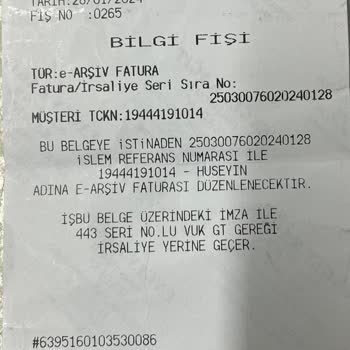 FİŞ NO :0265
BİLGİ FİŞİ
TÜR:e-ARŞİV FATURA
Fatura/İrsaliye Seri Sıra No:
25030076020240128
MÜŞTERİ TCKN:19444191014
BU BELGEYE İSTİNADEN 25030076020240128
İSLEM REFERANS NUMARASI İLE
19444191014 - HUSEYIN
ADINA E-ARŞİV FATURASI DÜZENLENECEKTİR.
İŞBU BELGE ÜZERİNDEKİ İMZA İLE
443 SERİ NO.LU VUK GT GEREĞİ
İRSALİYE YERİNE GEÇER.
#6395160103530086